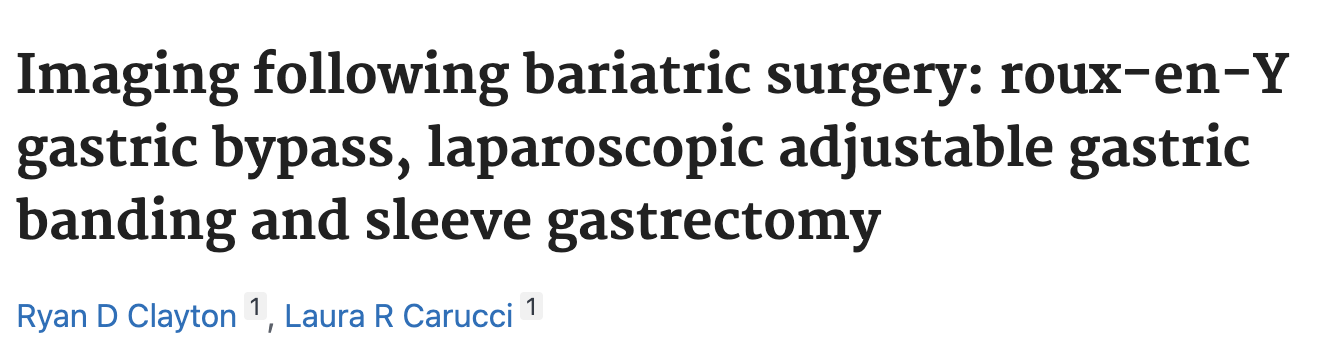 Imaging following bariatric surgery: roux-en-Y
gastric bypass, laparoscopic adjustable gastric
banding and sleeve gastrectomy
Ryan D Clayton 1, Laura R Carucci 1